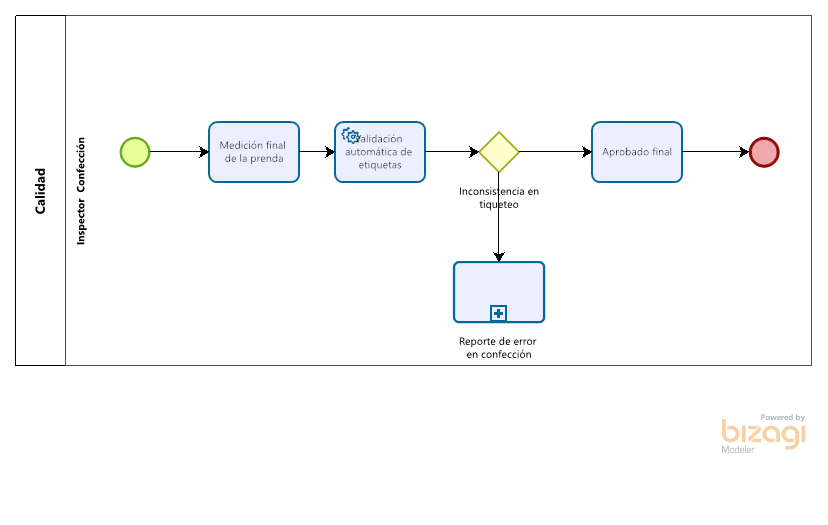 Calidad
Inspector Confección
Medición final
de la prenda
Validación
automática de
etiquetas
Inconsistencia en
tiqueteo
Aprobado final
Reporte de error
en confección
Powered by
bizagi
Modeler